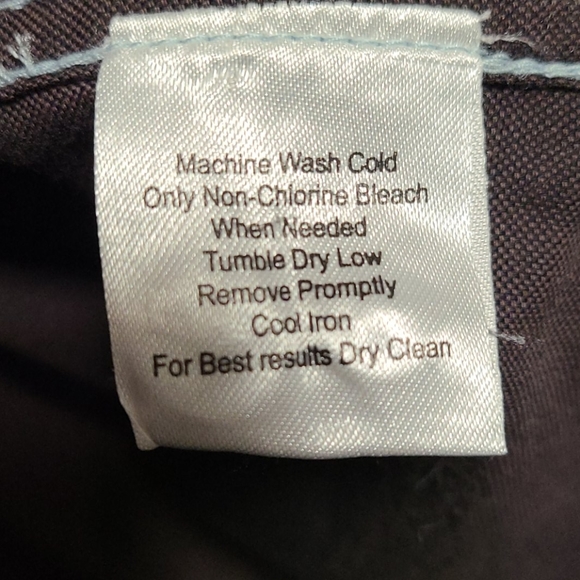 Machine Wash Cold
Only Non-Chlorine Bleach
When Needed
Tumble Dry Low
Remove Promptly
Cool Iron
For Best results Dry Clean